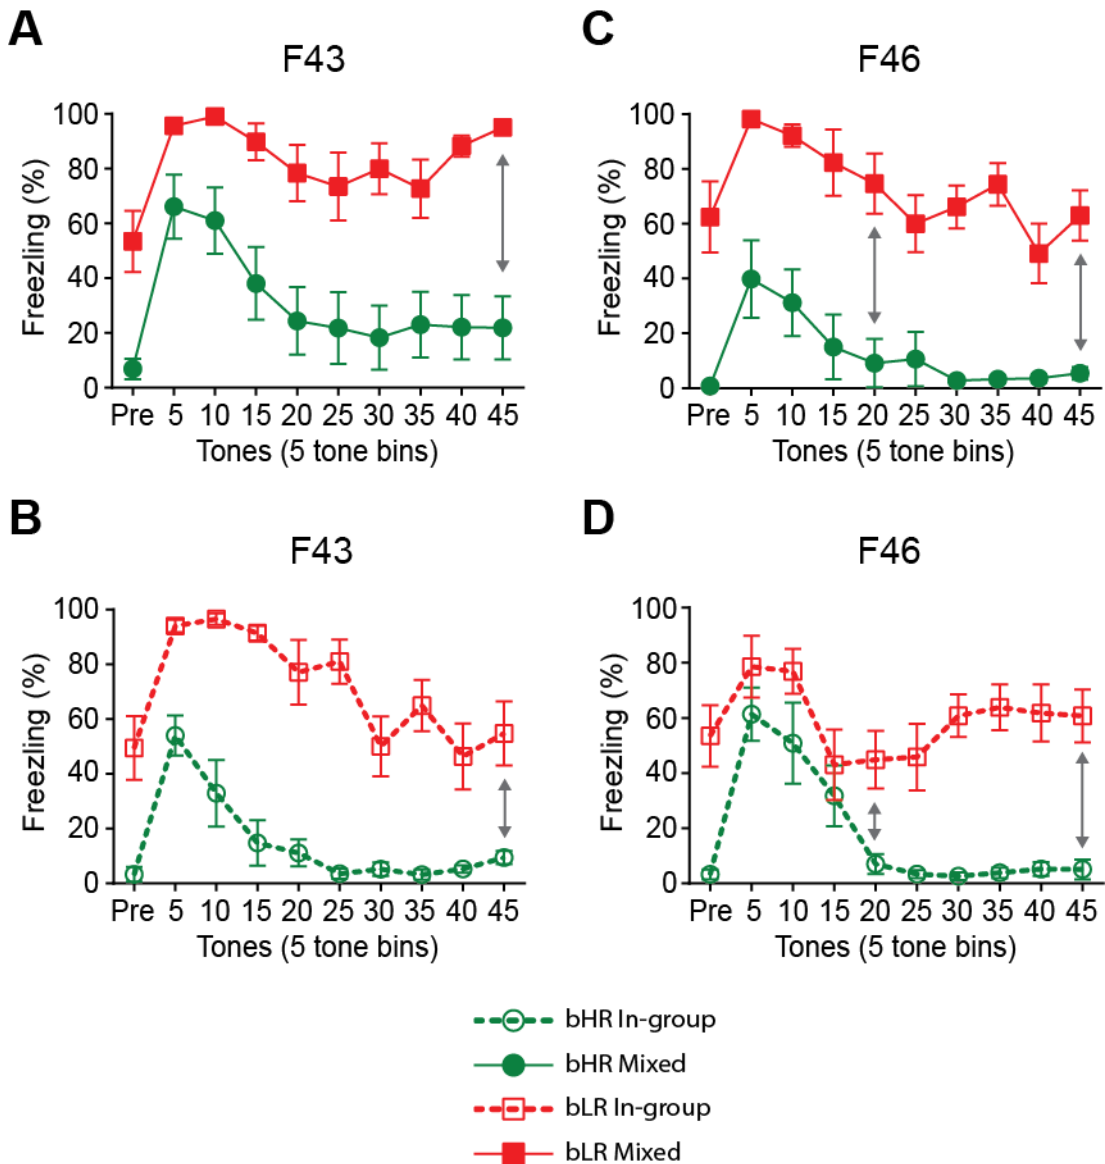 A
F43
Freezling (%)
100
80
60
40
20
0
Pre 5 10 15 20 25 30 35 40 45
Tones (5 tone bins)
C
F46
Freezling (%)
100
80
60
40
20
0
Pre 5 10 15 20 25 30 35 40 45
Tones (5 tone bins)
B
F43
Freezling (%)
100
80
60
40
20
0
Pre 5 10 15 20 25 30 35 40 45
Tones (5 tone bins)
D
F46
Freezling (%)
100
80
60
40
20
0
Pre 5 10 15 20 25 30 35 40 45
Tones (5 tone bins)
bHR In-group
bHR Mixed
bLR In-group
bLR Mixed